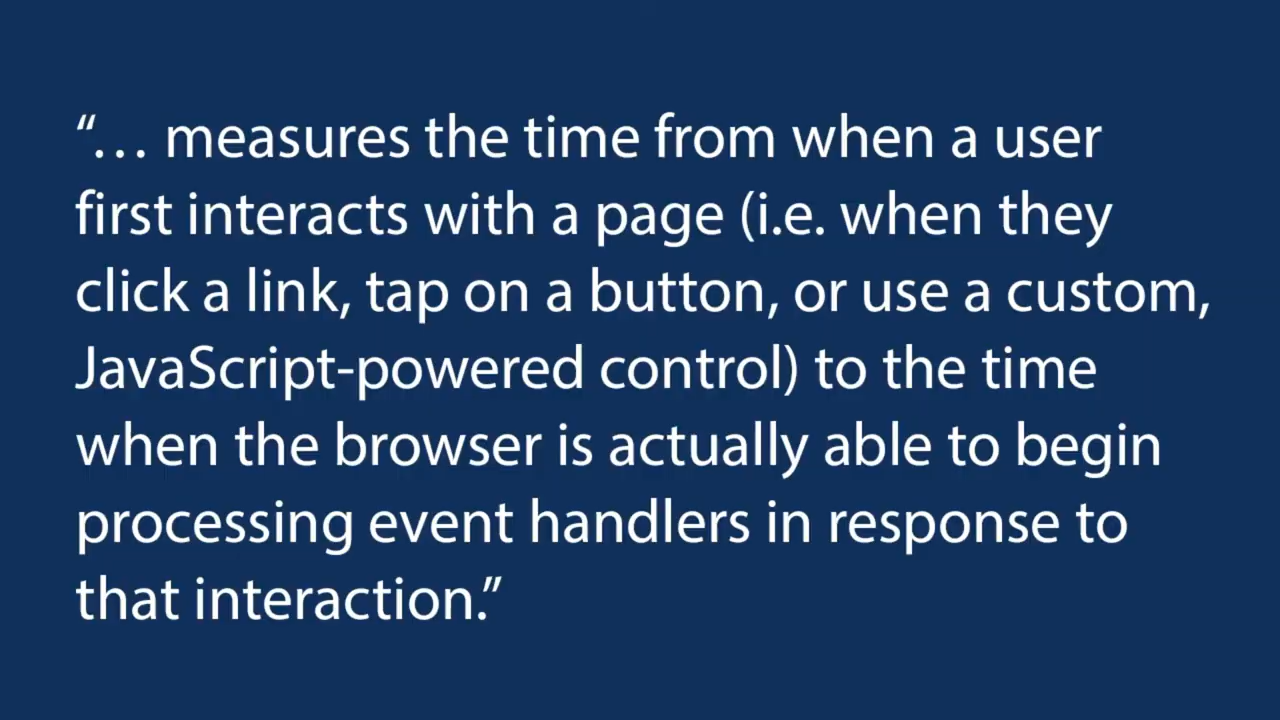 “… measures the time from when a user
first interacts with a page (i.e. when they
click a link, tap on a button, or use a custom,
JavaScript-powered control) to the time
when the browser is actually able to begin
processing event handlers in response to
that interaction.”